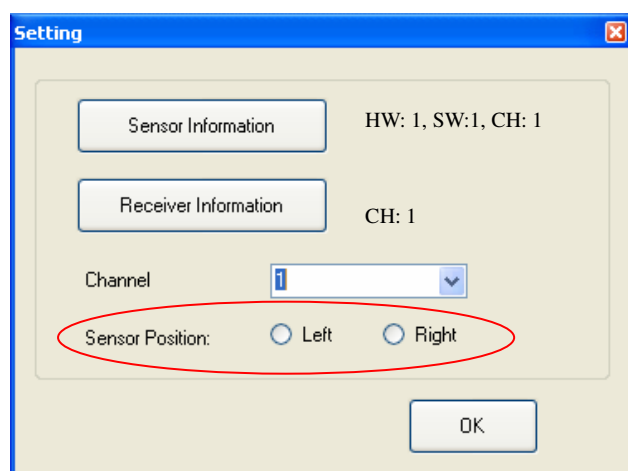 Setting
Sensor Information
HW: 1, SW:1, CH: 1
Receiver Information
CH: 1
Channel
1
Sensor Position:
Left
Right
OK